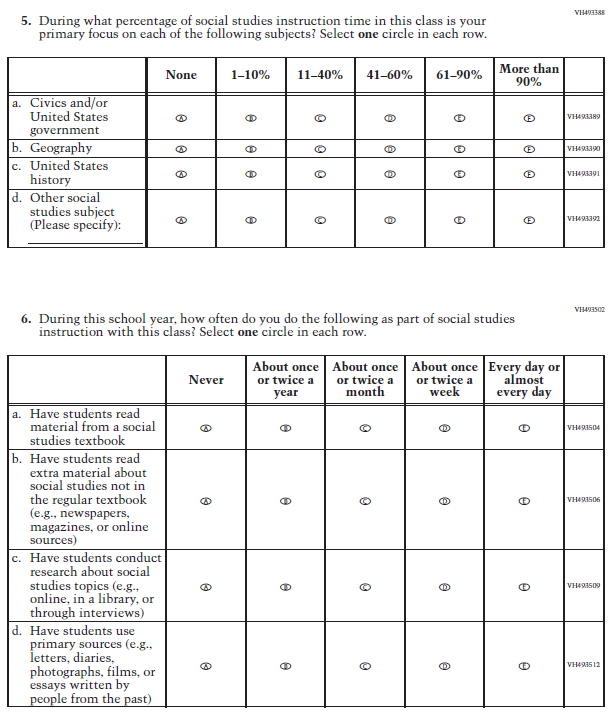 VH493388
5. During what percentage of social studies instruction time in this class is your
primary focus on each of the following subjects? Select one circle in each row.
None 1–10% 11–40% 41–60% 61–90% More than
90%
a. Civics and/or
United States
government
A B C D E F VH493389
b. Geography A B C D E F VH493390
c. United States
history
A B C D E F VH493391
d. Other social
studies subject
(Please specify):
A B C D E F VH493392
VH493502
6. During this school year, how often do you do the following as part of social studies
instruction with this class? Select one circle in each row.
Never
About once
or twice a
year
About once
or twice a
month
About once
or twice a
week
Every day or
almost
every day
a. Have students read
material from a social
studies textbook
A B C D E VH493504
b. Have students read
extra material about
social studies not in
the regular textbook
(e.g., newspapers,
magazines, or online
sources)
A B C D E VH493506
c. Have students conduct
research about social
studies topics (e.g.,
online, in a library, or
through interviews)
A B C D E VH493509
d. Have students use
primary sources (e.g.,
letters, diaries,
photographs, films, or
essays written by
people from the past)
A B C D E VH493512